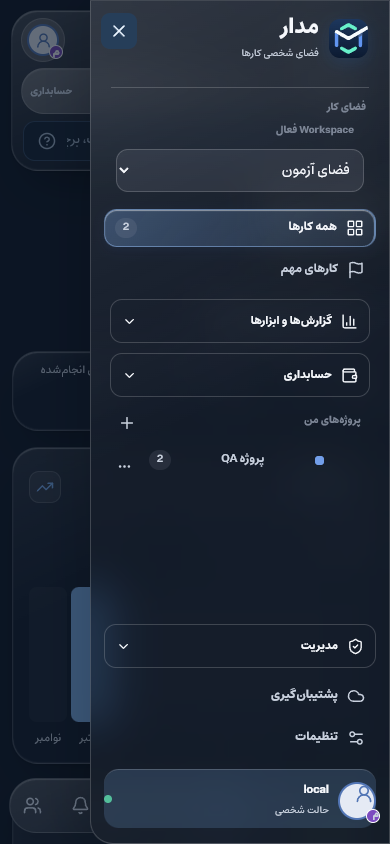 مدار
فضای شخصی کارها
فضای کار
Workspace فعال
فضای آزمون
همه کارها
2
کارهای مهم
گزارش‌ها و ابزارها
حسابداری
پروژه‌های من
پروژه QA
2
مدیریت
پشتیبان‌گیری
تنظیمات
local
حالت شخصی
م
م
حسابداری
انجام‌شده
نوامبر